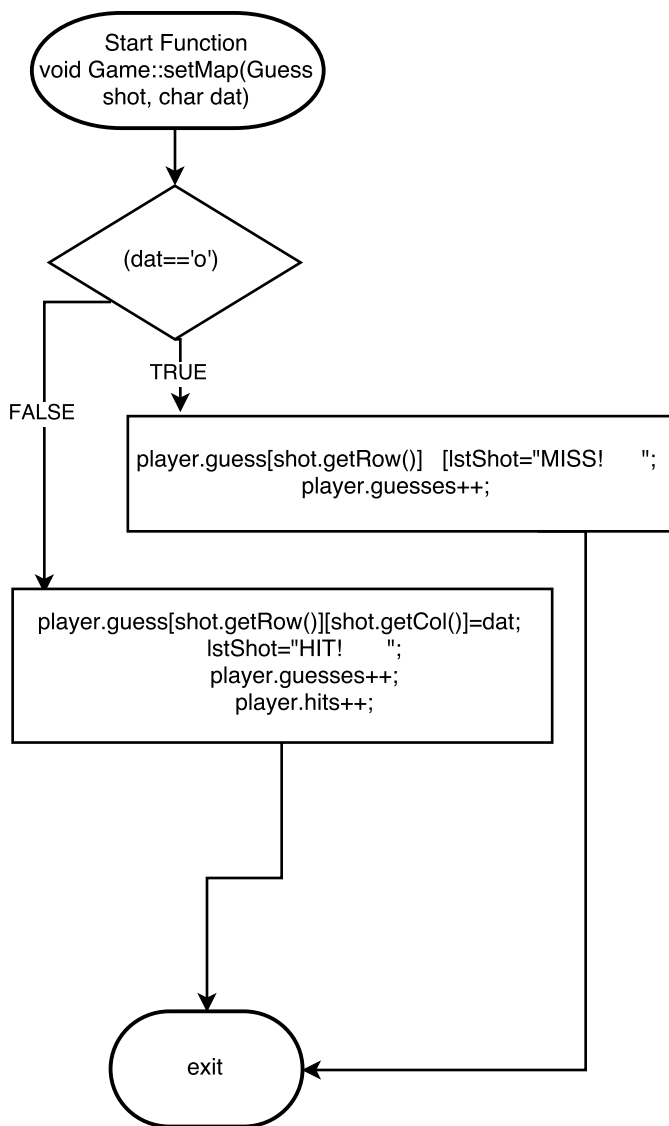 Start Function
void Game::setMap(Guess
shot, char dat)
(dat=='o')
TRUE
FALSE
player.guess[shot.getRow()] [lstShot="MISS! ";
player.guesses++;
player.guess[shot.getRow()][shot.getCol()]=dat;
lstShot="HIT! ";
player.guesses++;
player.hits++;
exit